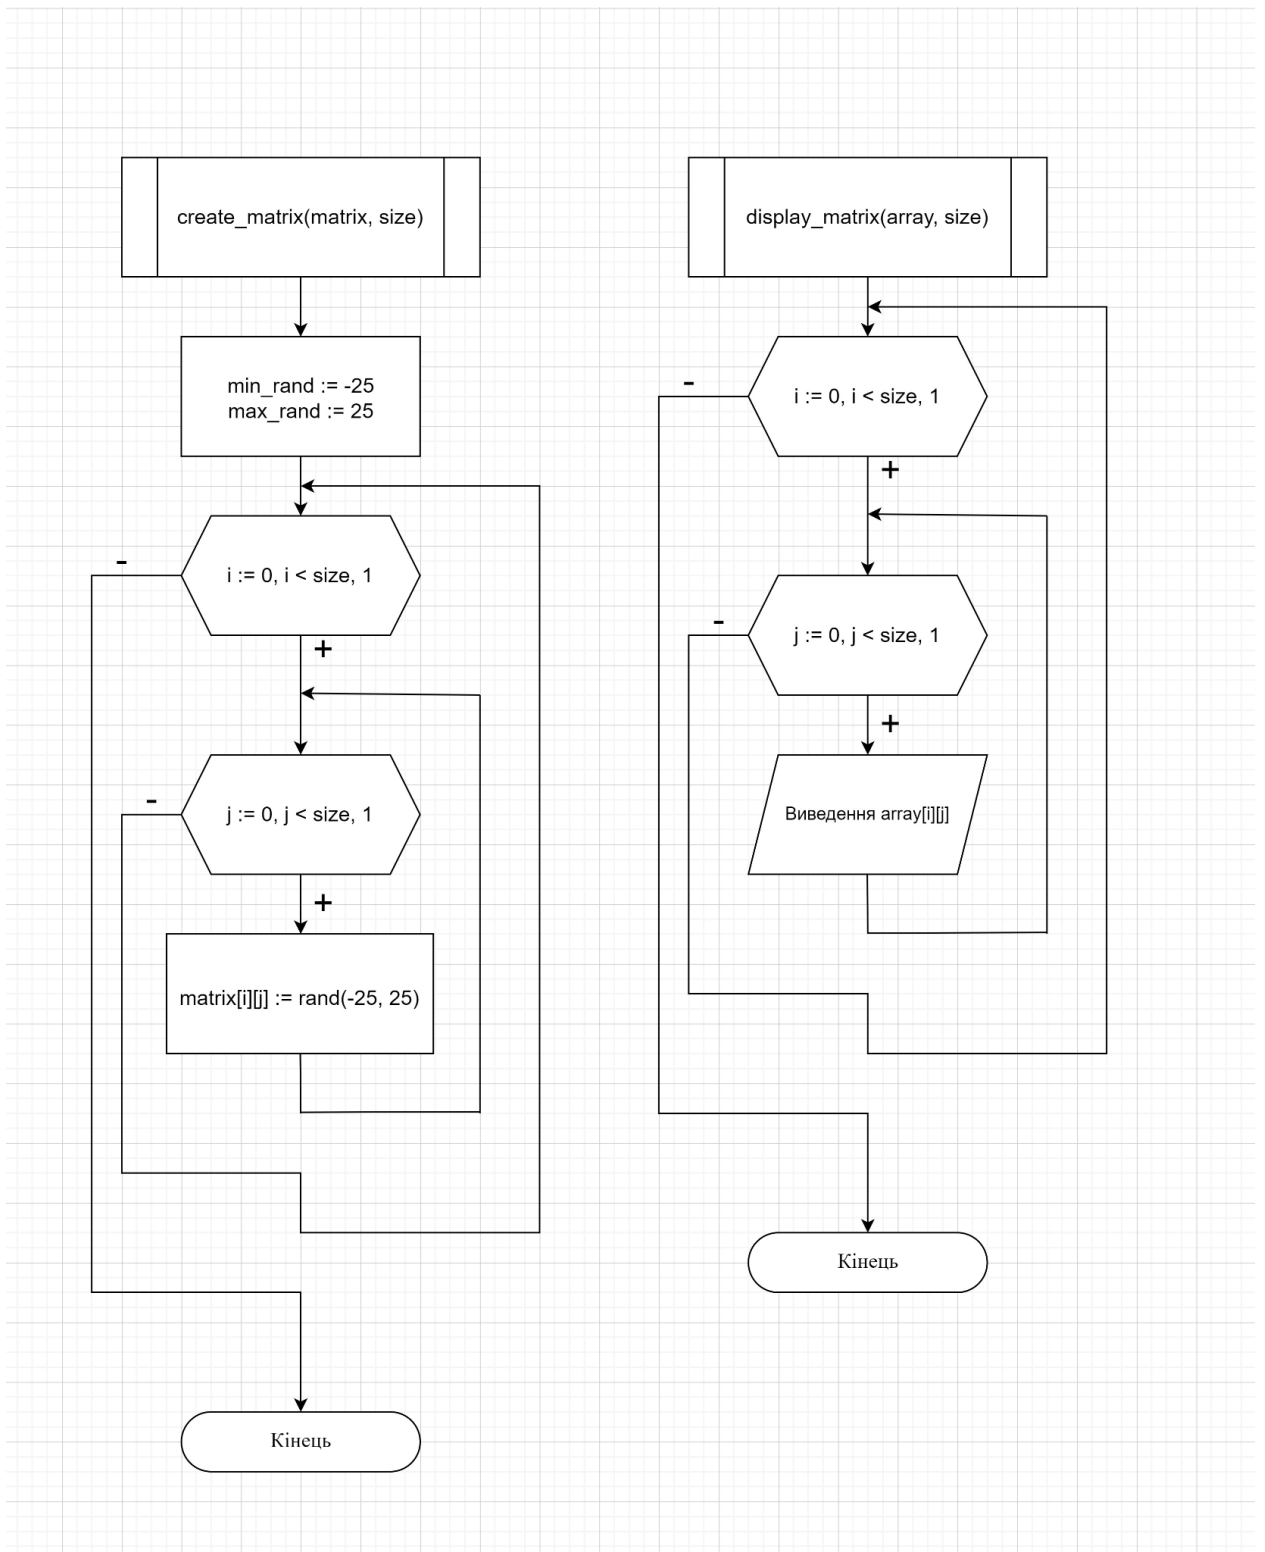 create_matrix(matrix, size)
min_rand := -25
max_rand := 25
i := 0, i < size, 1
-
+
j := 0, j < size, 1
-
+
matrix[i][j] := rand(-25, 25)
Кінець
display_matrix(array, size)
i := 0, i < size, 1
-
+
j := 0, j < size, 1
-
+
Виведення array[i][j]
Кінець